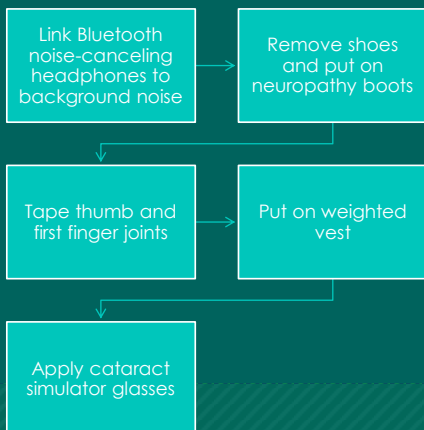 Link Bluetooth
noise-canceling
headphones to
background noise
Remove shoes
and put on
neuropathy boots
Tape thumb and
first finger joints
Put on weighted
vest
Apply cataract
simulator glasses